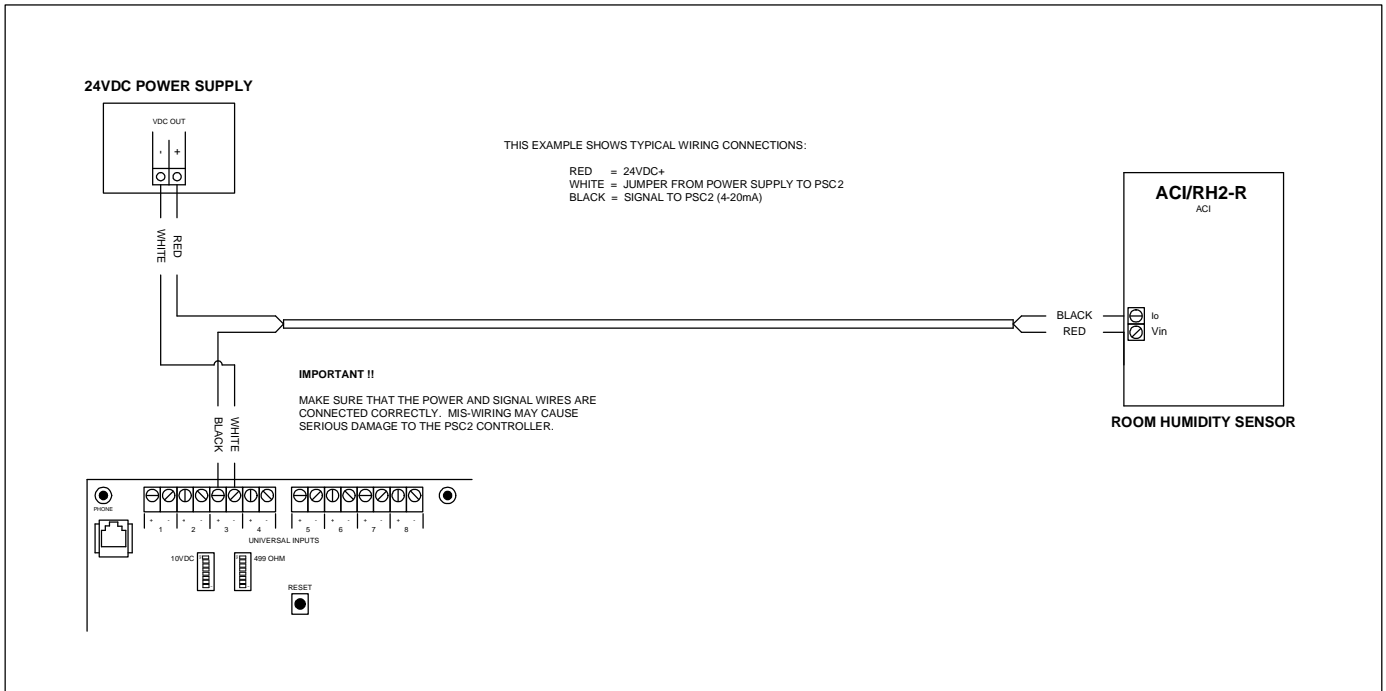 24VDC POWER SUPPLY
VDC OUT
- +
WHITE
RED
THIS EXAMPLE SHOWS TYPICAL WIRING CONNECTIONS:
RED = 24VDC+
WHITE = JUMPER FROM POWER SUPPLY TO PSC2
BLACK = SIGNAL TO PSC2 (4-20mA)
ACI/RH2-R
ACI
BLACK
Io
RED
Vin
ROOM HUMIDITY SENSOR
IMPORTANT !!
MAKE SURE THAT THE POWER AND SIGNAL WIRES ARE
CONNECTED CORRECTLY. MIS-WIRING MAY CAUSE
SERIOUS DAMAGE TO THE PSC2 CONTROLLER.
BLACK
WHITE
PHONE
+ - + - + - + - + - + - + - + -
1 2 3 4 5 6 7 8
UNIVERSAL INPUTS
10VDC
499 OHM
RESET